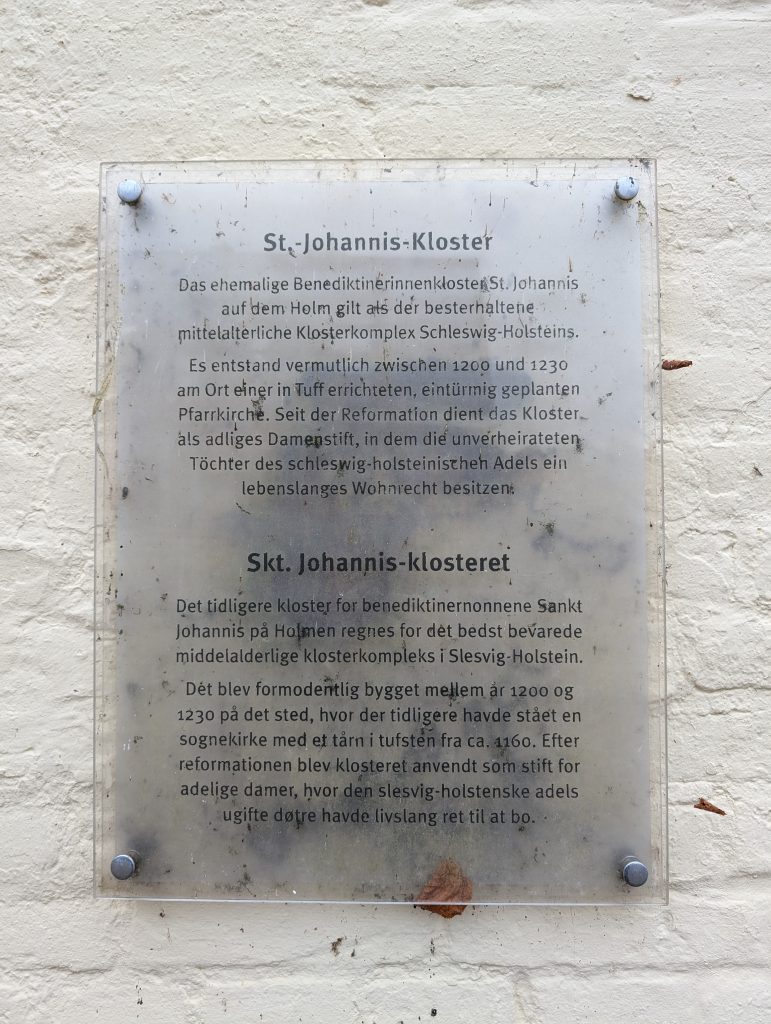 St.-Johannis-Kloster
Das ehemalige Benediktinerinnenkloster St. Johannis
auf dem Holm gilt als der besterhaltene
mittelalterliche Klosterkomplex Schleswig-Holsteins.
Es entstand vermutlich zwischen 1200 und 1230
am Ort einer in Tuff errichteten, eintürmig geplanten
Pfarrkirche. Seit der Reformation dient das Kloster
als adliges Damenstift, in dem die unverheirateten
Töchter des schleswig-holsteinischen Adels ein
lebenslanges Wohnrecht besitzen.
Skt. Johannis-klosteret
Det tidligere kloster for benediktinernonnene Sankt
Johannis på Holmen regnes for det bedst bevarede
middelalderlige klosterkompleks i Slesvig-Holstein.
Det blev formodentlig bygget mellem år 1200 og
1230 på det sted, hvor der tidligere havde stået en
sognekirke med et tårn i tufsten fra ca. 1160. Efter
reformationen blev klosteret anvendt som stift for
adelige damer, hvor den slesvig-holstenske adels
ugifte døtre havde livslang ret til at bo.